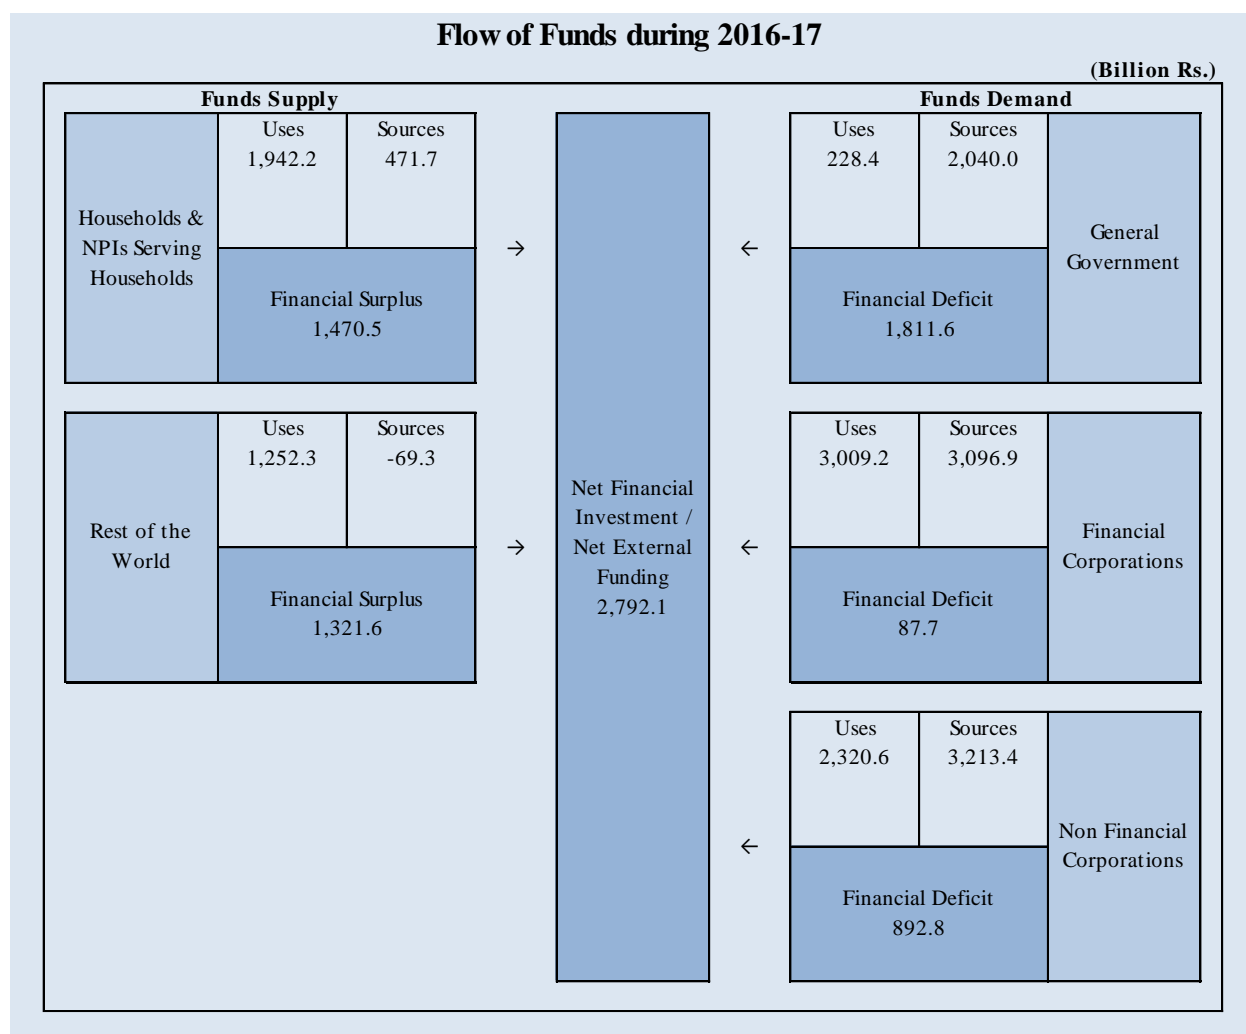 Flow of Funds during 2016-17
(Billion Rs.)
Funds Supply
Funds Demand
Households &
NPIs Serving
Households
Uses
1,942.2
Sources
471.7
Financial Surplus
1,470.5
→
Rest of the
World
Uses
1,252.3
Sources
-69.3
Financial Surplus
1,321.6
→
Net Financial
Investment /
Net External
Funding
2,792.1
←
Uses
228.4
Sources
2,040.0
Financial Deficit
1,811.6
General
Government
←
Uses
3,009.2
Sources
3,096.9
Financial Deficit
87.7
Financial
Corporations
←
Uses
2,320.6
Sources
3,213.4
Financial Deficit
892.8
Non Financial
Corporations